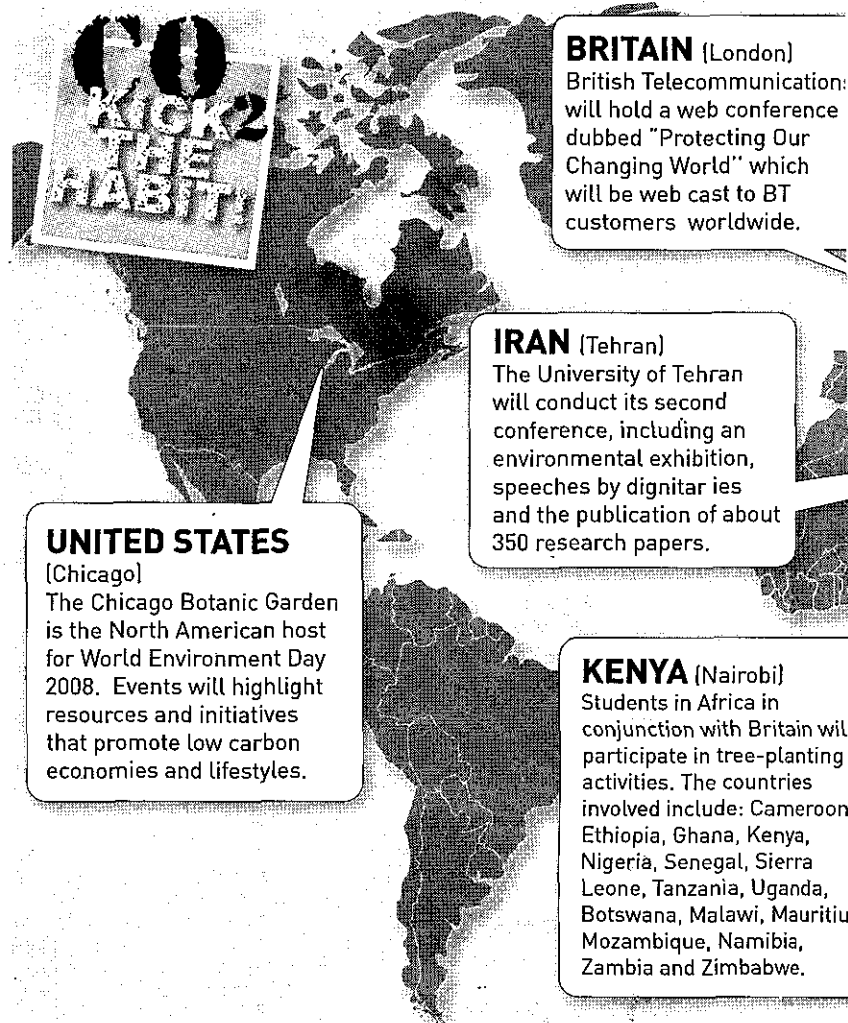 CO
KICK 2
THE
HABIT!
BRITAIN (London)
British Telecommunications
will hold a web conference
dubbed "Protecting Our
Changing World" which
will be web cast to BT
customers worldwide.
IRAN (Tehran)
The University of Tehran
will conduct its second
conference, including an
environmental exhibition,
speeches by dignitar ies
and the publication of about
350 research papers.
UNITED STATES
(Chicago)
The Chicago Botanic Garden
is the North American host
for World Environment Day
2008. Events will highlight
resources and initiatives
that promote low carbon
economies and lifestyles.
KENYA (Nairobi)
Students in Africa in
conjunction with Britain wil
participate in tree-planting
activities. The countries
involved include: Cameroon
Ethiopia, Ghana, Kenya,
Nigeria, Senegal, Sierra
Leone, Tanzania, Uganda,
Botswana, Malawi, Mauritiu
Mozambique, Namibia,
Zambia and Zimbabwe.